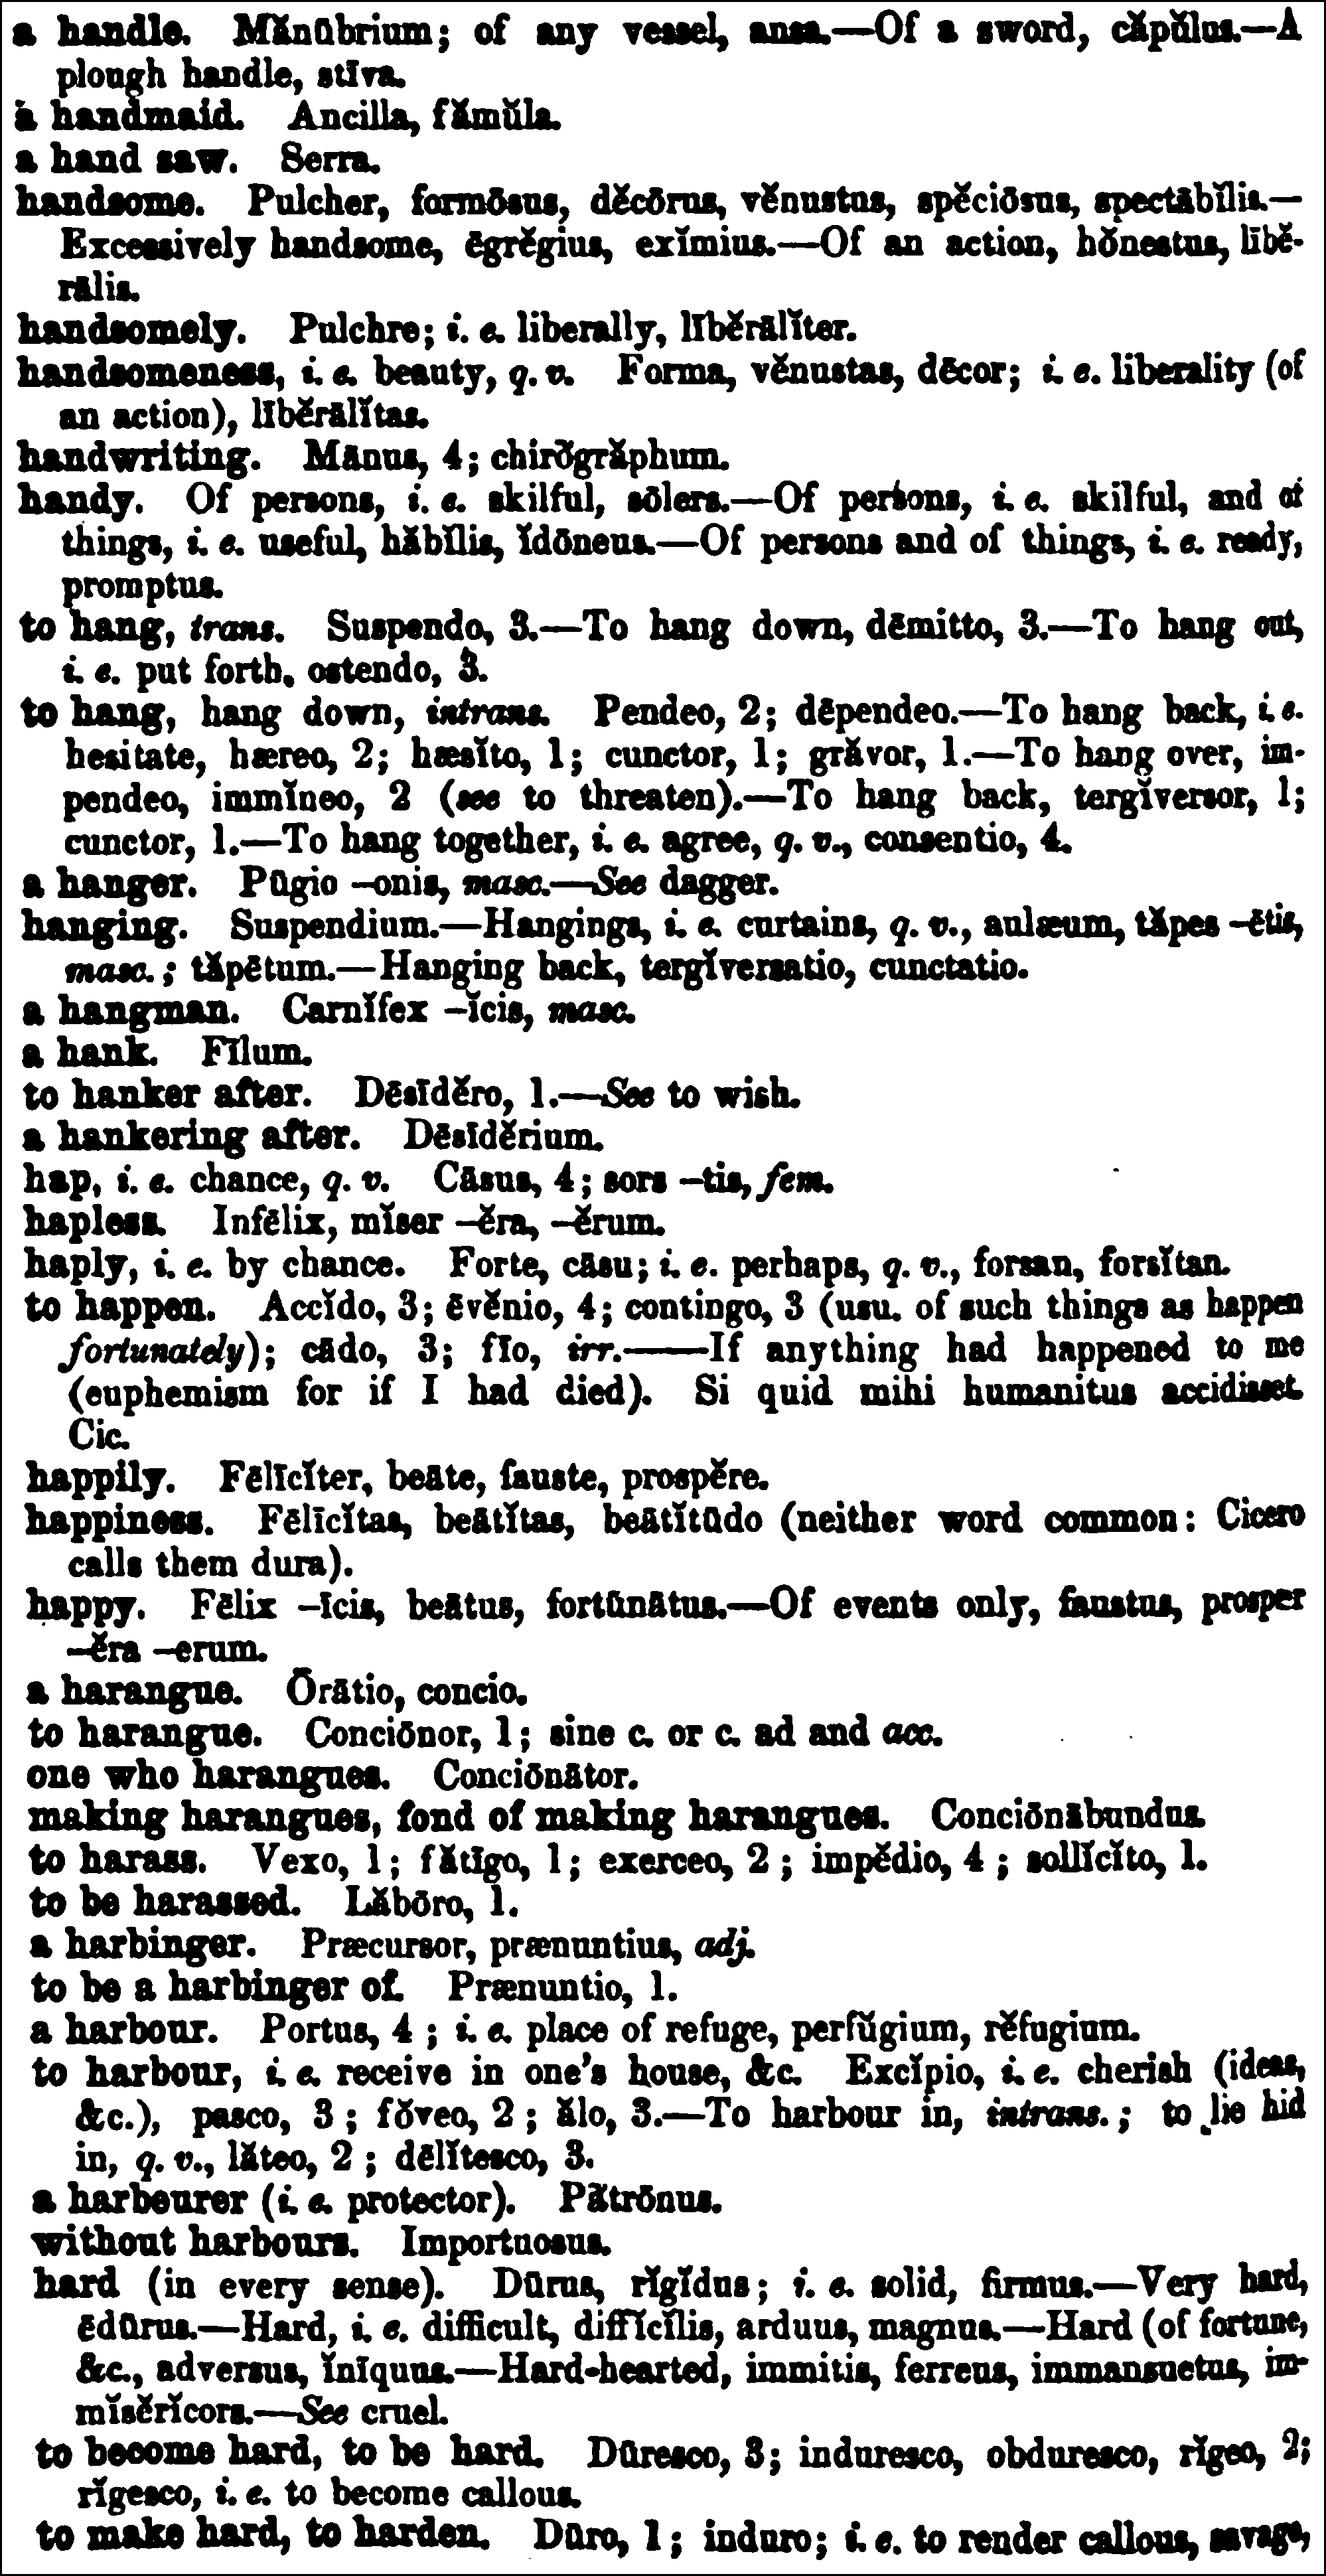 a handle. Mănūbrium; of any vessel, ansa.—Of a sword, căpŭlus.—A
plough handle, stīva.
a handmaid. Ancilla, fămŭla.
a hand saw. Serra.
handsome. Pulcher, formōsus, dĕcōrus, vĕnustus, spĕciōsus, spectābĭlis.—
Excessively handsome, ēgrĕgius, exĭmius.—Of an action, hŏnestus, lībĕ-
rālis.
handsomely. Pulchre; i. e. liberally, lībĕrālĭter.
handsomeness, i. e. beauty, q. v. Forma, vĕnustas, dĕcor; i. e. liberality (of
an action), lībĕrālĭtas.
handwriting. Mānus, 4; chirŏgrăphum.
handy. Of persons, i. e. skilful, sōlers.—Of persons, i. e. skilful, and of
things, i. e. useful, hăbĭlis, ĭdōneus.—Of persons and of things, i. e. ready,
promptus.
to hang, trans. Suspendo, 3.—To hang down, dēmitto, 3.—To hang out,
i. e. put forth, ostendo, 3.
to hang, hang down, intrans. Pendeo, 2; dēpendeo.—To hang back, i. e.
hesitate, hæreo, 2; hæsĭto, 1; cunctor, 1; grăvor, 1.—To hang over, im-
pendeo, immĭneo, 2 (see to threaten).—To hang back, tergĭversor, 1;
cunctor, 1.—To hang together, i. e. agree, q. v., consentio, 4.
a hanger. Pūgio –onis, masc.—See dagger.
hanging. Suspendium.—Hangings, i. e. curtains, q. v., aulæum, tăpes –ētis,
masc.; tăpētum.—Hanging back, tergĭversatio, cunctatio.
a hangman. Carnĭfex –ĭcis, masc.
a hank. Fīlum.
to hanker after. Dēsīdĕro, 1.—See to wish.
a hankering after. Dēsīdĕrium.
hap, i. e. chance, q. v. Cāsus, 4; sors –tis, fem.
hapless. Infēlix, mĭser –ĕra, –ĕrum.
haply, i. e. by chance. Forte, cāsu; i. e. perhaps, q. v., forsan, forsĭtan.
to happen. Accĭdo, 3; ēvĕnio, 4; contingo, 3 (usu. of such things as happen
fortunately); cādo, 3; fīo, irr.——If anything had happened to me
(euphemism for if I had died). Si quid mihi humanitus accidisset.
Cic.
happily. Fēlīcĭter, beāte, fauste, prospĕre.
happiness. Fēlīcĭtas, beātĭtas, beātĭtūdo (neither word common: Cicero
calls them dura).
happy. Fēlix –īcis, beātus, fortūnātus.—Of events only, faustus, prosper
–ĕra –erum.
a harangue. Ōrātio, concio.
to harangue. Conciōnor, 1; sine c. or c. ad and acc.
one who harangues. Conciōnātor.
making harangues, fond of making harangues. Conciōnābundus.
to harass. Vexo, 1; fătīgo, 1; exerceo, 2; impĕdio, 4; sollĭcĭto, 1.
to be harassed. Lăbōro, 1.
a harbinger. Præcursor, prænuntius, adj.
to be a harbinger of. Prænuntio, 1.
a harbour. Portus, 4; i. e. place of refuge, perfŭgium, rĕfugium.
to harbour, i. e. receive in one's house, &c. Excĭpio, i. e. cherish (ideas,
&c.), pasco, 3; fŏveo, 2; ălo, 3.—To harbour in, intrans.; to lie hid
in, q. v., lăteo, 2; dēlĭtesco, 3.
a harbourer (i. e. protector). Pătrōnus.
without harbours. Importuosus.
hard (in every sense). Dūrus, rĭgĭdus; i. e. solid, firmus.—Very hard,
ēdūrus.—Hard, i. e. difficult, diffĭcĭlis, arduus, magnus.—Hard (of fortune,
&c., adversus, ĭnīquus.—Hard-hearted, immitis, ferreus, immansuetus, im-
mĭsĕrĭcors.—See cruel.
to become hard, to be hard. Dūresco, 3; induresco, obduresco, rĭgeo, 2;
rĭgesco, i. e. to become callous.
to make hard, to harden. Dūro, 1; induro; i. e. to render callous, savage,